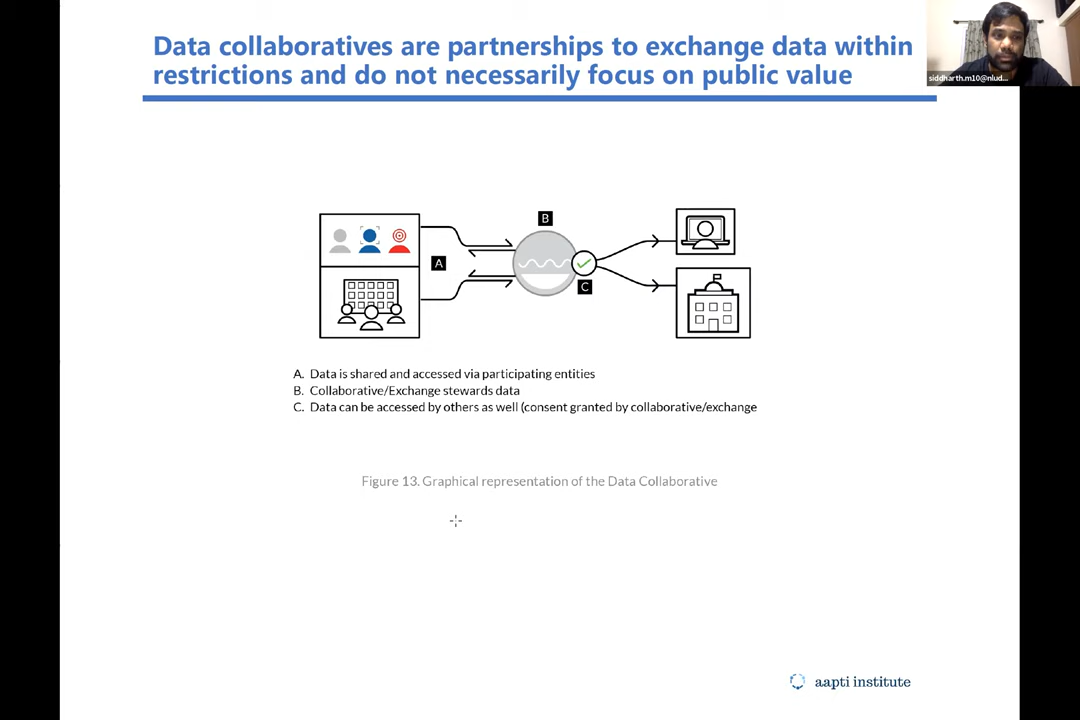 Data collaboratives are partnerships to exchange data within
restrictions and do not necessarily focus on public value
siddharth.m10@nlud...
B
A
C
A. Data is shared and accessed via participating entities
B. Collaborative/Exchange stewards data
C. Data can be accessed by others as well (consent granted by collaborative/exchange
Figure 13. Graphical representation of the Data Collaborative
aapti institute